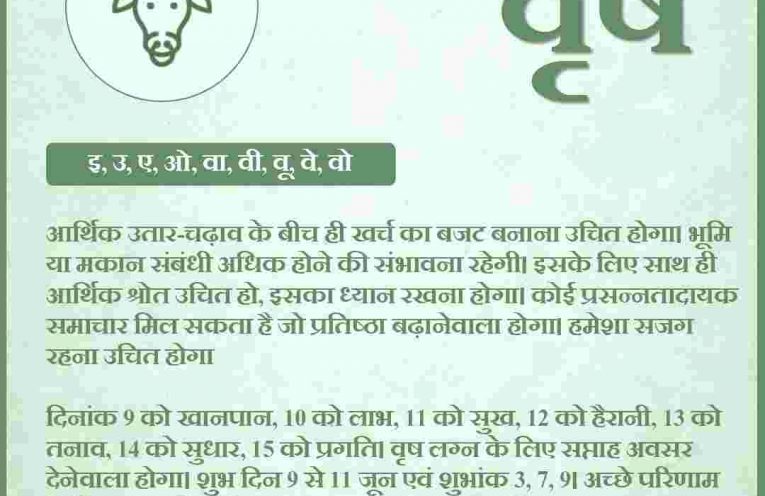 वृष
इ, उ, ए, ओ, वा, वी, वू, वे, वो
आर्थिक उतार-चढ़ाव के बीच ही खर्च का बजट बनाना उचित होगा। भूमि
या मकान संबंधी अधिक होने की संभावना रहेगी। इसके लिए साथ ही
आर्थिक श्रोत उचित हो, इसका ध्यान रखना होगा। कोई प्रसन्नतादायक
समाचार मिल सकता है जो प्रतिष्ठा बढ़ानेवाला होगा। हमेशा सजग
रहना उचित होगा
दिनांक 9 को खानपान, 10 को लाभ, 11 को सुख, 12 को हैरानी, 13 को
तनाव, 14 को सुधार, 15 को प्रगति। वृष लग्न के लिए सप्ताह अवसर
देनेवाला होगा। शुभ दिन 9 से 11 जून एवं शुभांक 3, 7, 9। अच्छे परिणाम